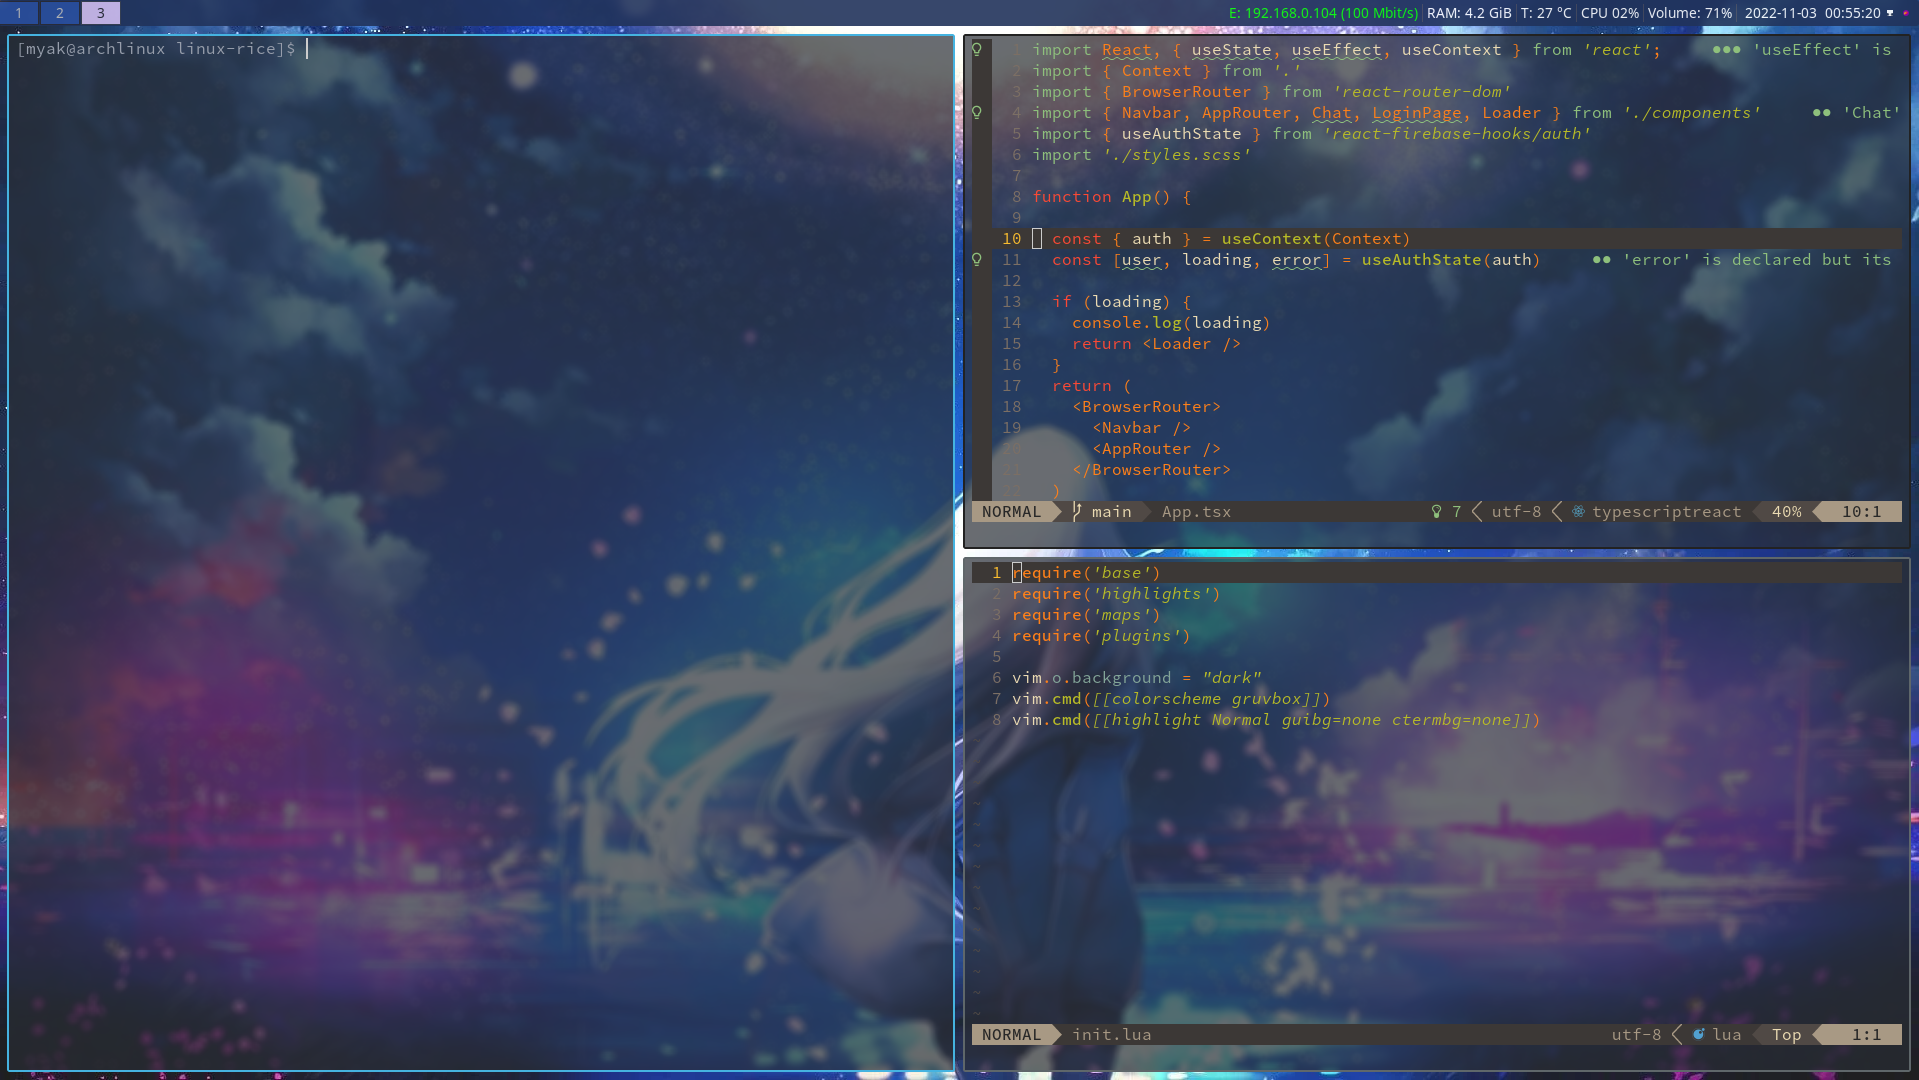 1 2 3 E: 192.168.0.104 (100 Mbit/s) RAM: 4.2 GiB T: 27 °C CPU 02% Volume: 71% 2022-11-03 00:55:20
[myak@archlinux linux-rice]$
1 import React, { useState, useEffect, useContext } from 'react'; ●●● 'useEffect' is
2 import { Context } from '.'
3 import { BrowserRouter } from 'react-router-dom'
4 import { Navbar, AppRouter, Chat, LoginPage, Loader } from './components' ●● 'Chat'
5 import { useAuthState } from 'react-firebase-hooks/auth'
6 import './styles.scss'
7
8 function App() {
9
10 const { auth } = useContext(Context)
11 const [user, loading, error] = useAuthState(auth) ●● 'error' is declared but its
12
13 if (loading) {
14 console.log(loading)
15 return <Loader />
16 }
17 return (
18 <BrowserRouter>
19 <Navbar />
20 <AppRouter />
21 </BrowserRouter>
22 )
NORMAL main App.tsx 7 utf-8 typescriptreact 40% 10:1
1 require('base')
2 require('highlights')
3 require('maps')
4 require('plugins')
5
6 vim.o.background = "dark"
7 vim.cmd([[colorscheme gruvbox]])
8 vim.cmd([[highlight Normal guibg=none ctermbg=none]])
~
~
~
~
~
~
NORMAL init.lua utf-8 lua Top 1:1